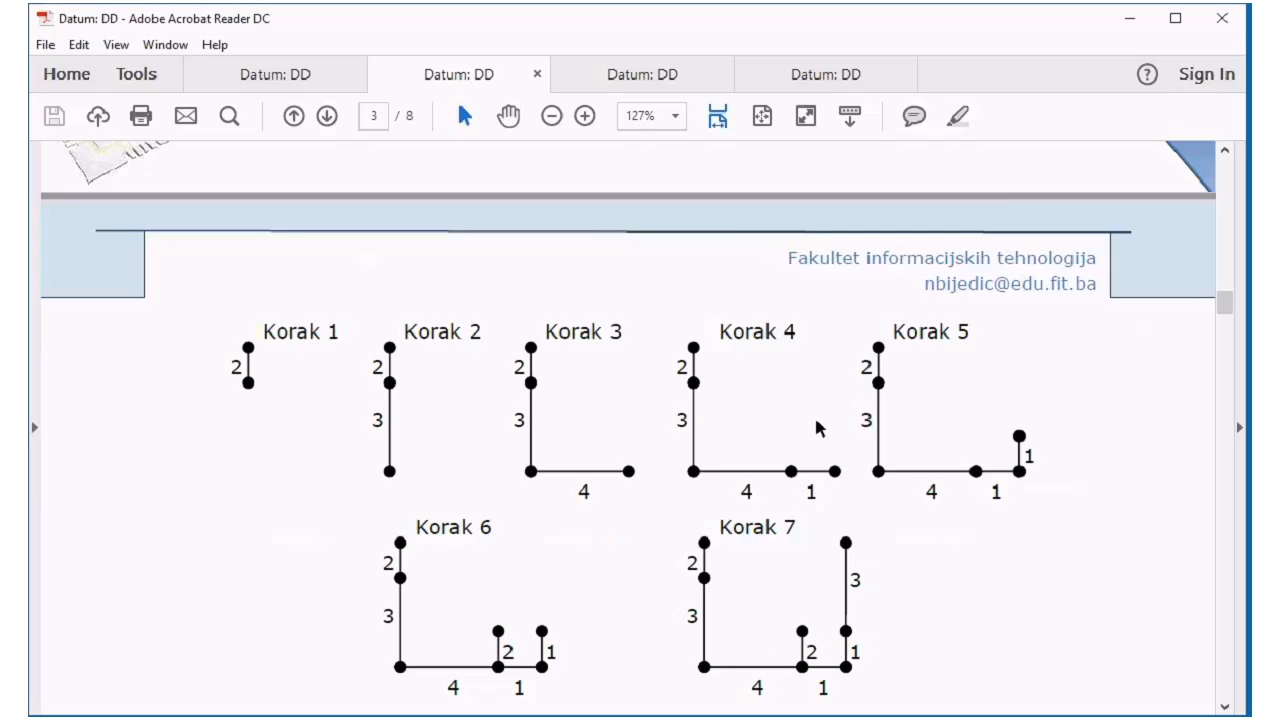 Datum: DD - Adobe Acrobat Reader DC
File Edit View Window Help
Home Tools Datum: DD Datum: DD × Datum: DD Datum: DD ? Sign In
3 / 8 127%
Fakultet informacijskih tehnologija
nbijedic@edu.fit.ba
Korak 1 Korak 2 Korak 3 Korak 4 Korak 5
2 2 2 2 2
3 3 3 3
1
4 4 1 4 1
Korak 6 Korak 7
2 2 3
3 3
2 1 2 1
4 1 4 1